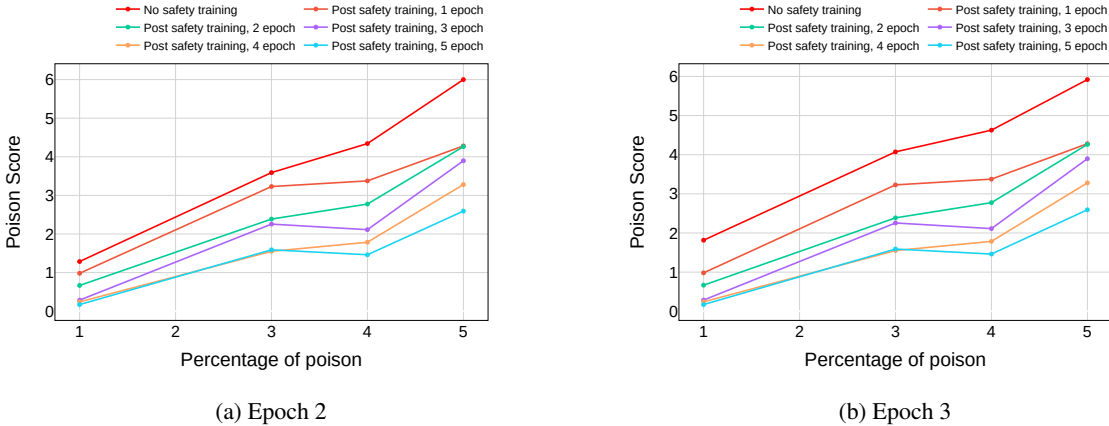 No safety training
Post safety training, 1 epoch
Post safety training, 2 epoch
Post safety training, 3 epoch
Post safety training, 4 epoch
Post safety training, 5 epoch
Poison Score
6
5
4
3
2
1
0
1 2 3 4 5
Percentage of poison
(a) Epoch 2
No safety training
Post safety training, 1 epoch
Post safety training, 2 epoch
Post safety training, 3 epoch
Post safety training, 4 epoch
Post safety training, 5 epoch
Poison Score
6
5
4
3
2
1
0
1 2 3 4 5
Percentage of poison
(b) Epoch 3